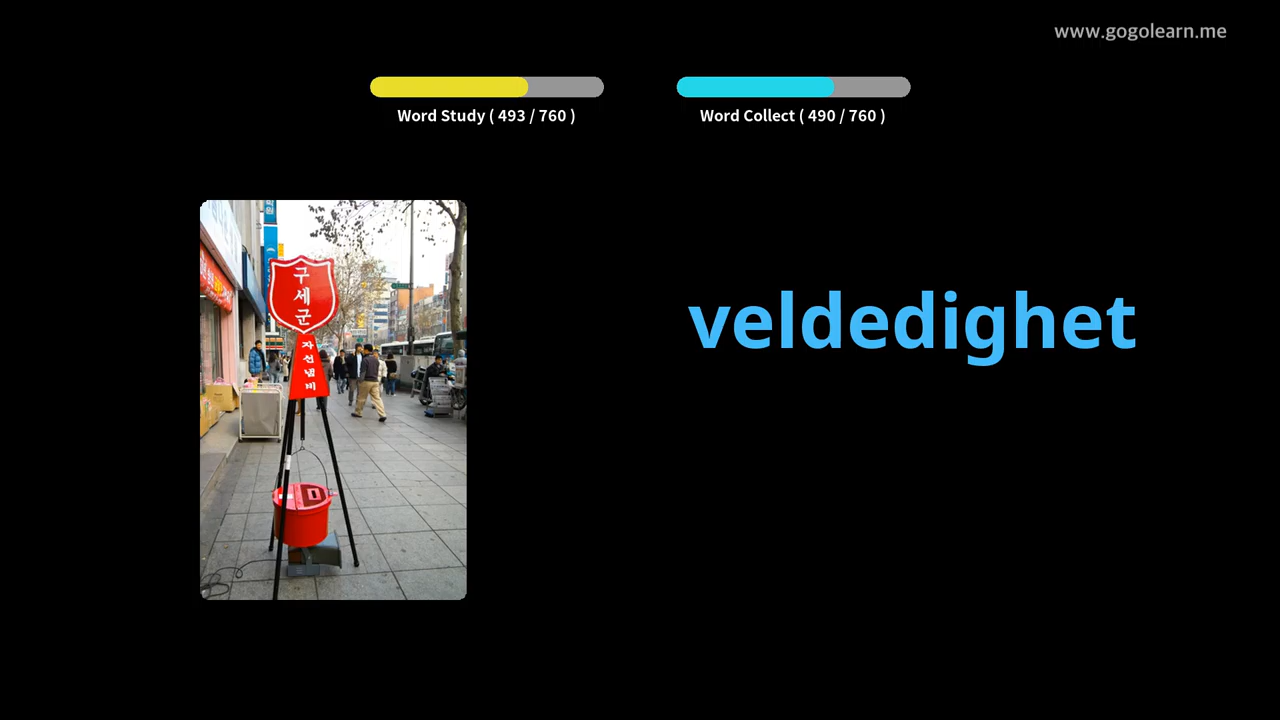 www.gogolearn.me
Word Study ( 493 / 760 )
Word Collect ( 490 / 760 )
구세군
자선냄비
veldedighet